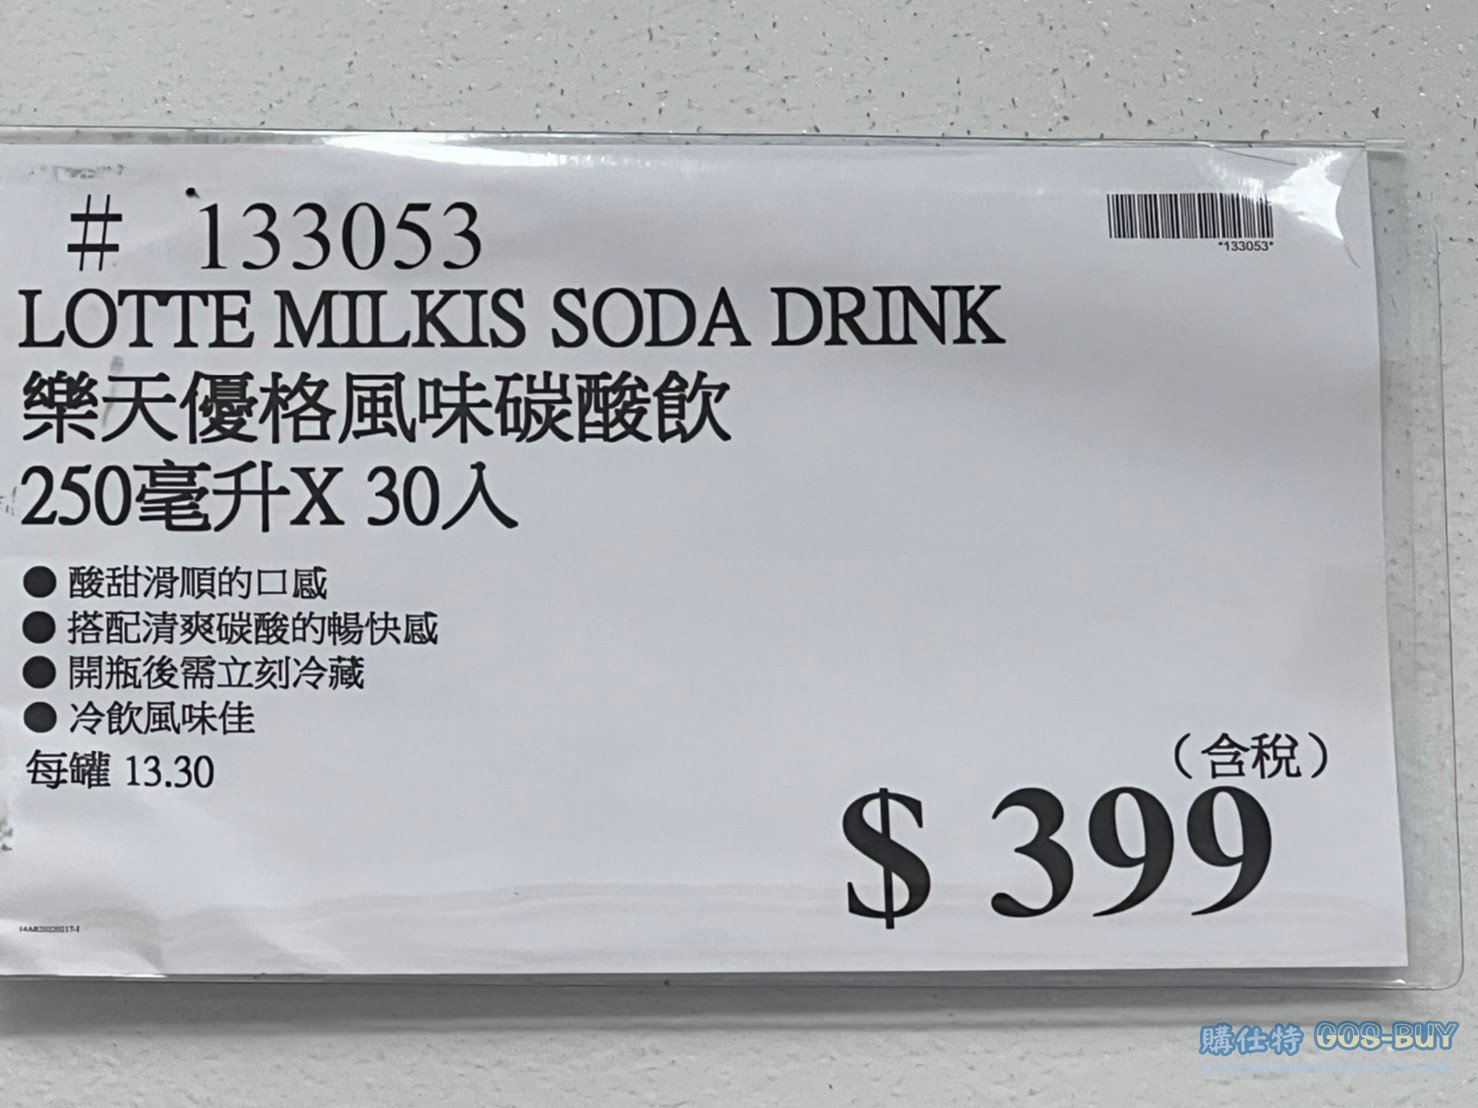 # 133053
*133053*
LOTTE MILKIS SODA DRINK
樂天優格風味碳酸飲
250毫升X 30入
● 酸甜滑順的口感
● 搭配清爽碳酸的暢快感
● 開瓶後需立刻冷藏
● 冷飲風味佳
每罐 13.30
（含稅）
$ 399
14AR20220217-1
購仕特 GOS-BUY